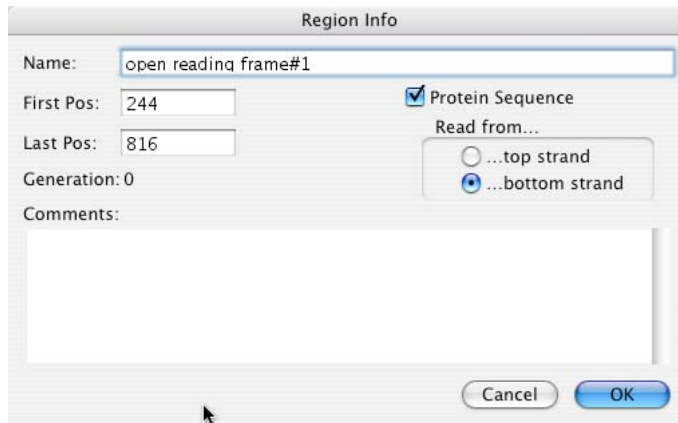 Region Info
Name: open reading frame#1
First Pos: 244
Protein Sequence
Read from...
Last Pos: 816
...top strand
Generation: 0
...bottom strand
Comments:
Cancel OK